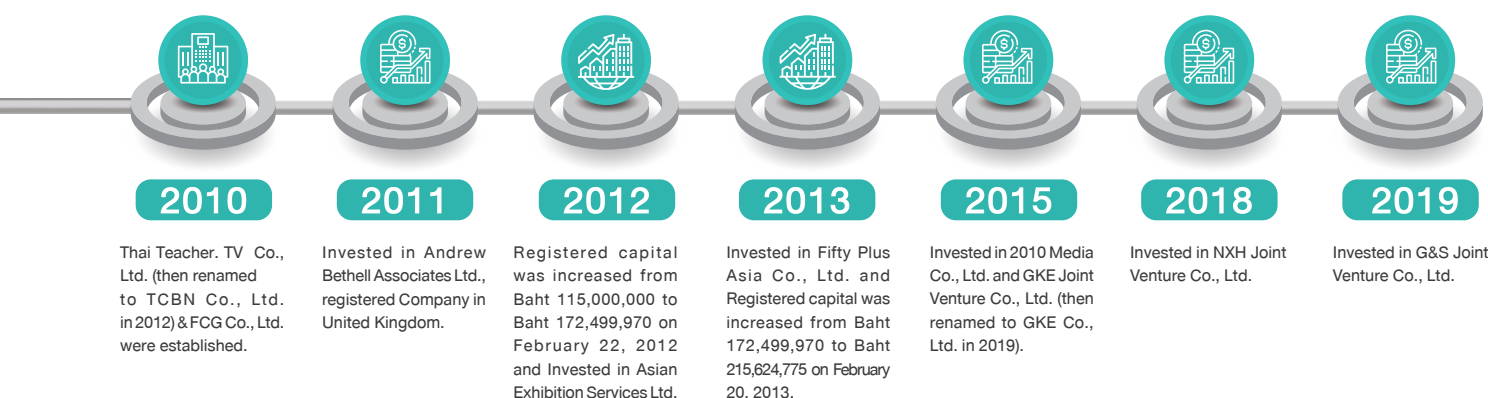 2010
Thai Teacher. TV Co.,
Ltd. (then renamed
to TCBN Co., Ltd.
in 2012) & FCG Co., Ltd.
were established.
2011
Invested in Andrew
Bethell Associates Ltd.,
registered Company in
United Kingdom.
2012
Registered capital
was increased from
Baht 115,000,000 to
Baht 172,499,970 on
February 22, 2012
and Invested in Asian
Exhibition Services Ltd.
2013
Invested in Fifty Plus
Asia Co., Ltd. and
Registered capital was
increased from Baht
172,499,970 to Baht
215,624,775 on February
20, 2013.
2015
Invested in 2010 Media
Co., Ltd. and GKE Joint
Venture Co., Ltd. (then
renamed to GKE Co.,
Ltd. in 2019).
2018
Invested in NXH Joint
Venture Co., Ltd.
2019
Invested in G&S Joint
Venture Co., Ltd.